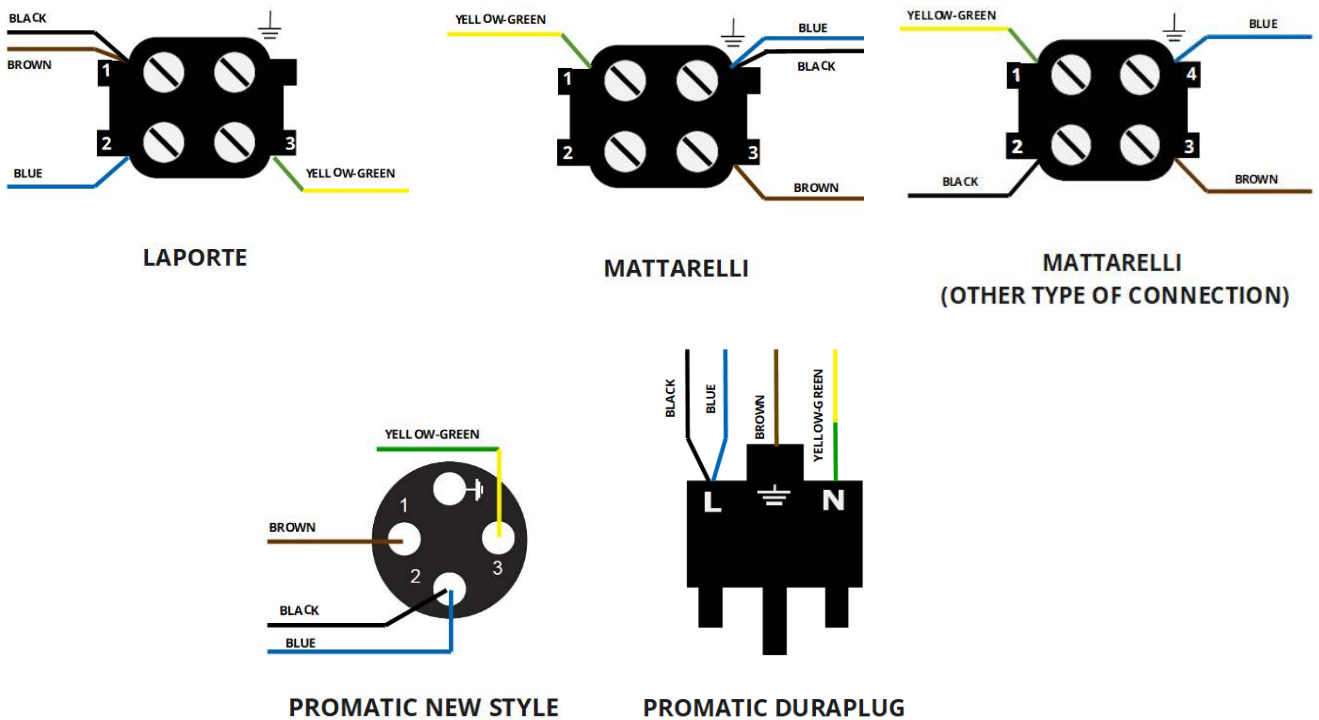 BLACK
BROWN
1
2
3
BLUE
YELLOW-GREEN
LAPORTE
YELLOW-GREEN
BLUE
BLACK
1
2
3
BROWN
MATTARELLI
YELLOW-GREEN
BLUE
1
4
2
3
BLACK
BROWN
MATTARELLI
(OTHER TYPE OF CONNECTION)
YELLOW-GREEN
1
BROWN
2
3
BLACK
BLUE
PROMATIC NEW STYLE
BLACK
BLUE
BROWN
YELLOW-GREEN
L
N
PROMATIC DURAPLUG